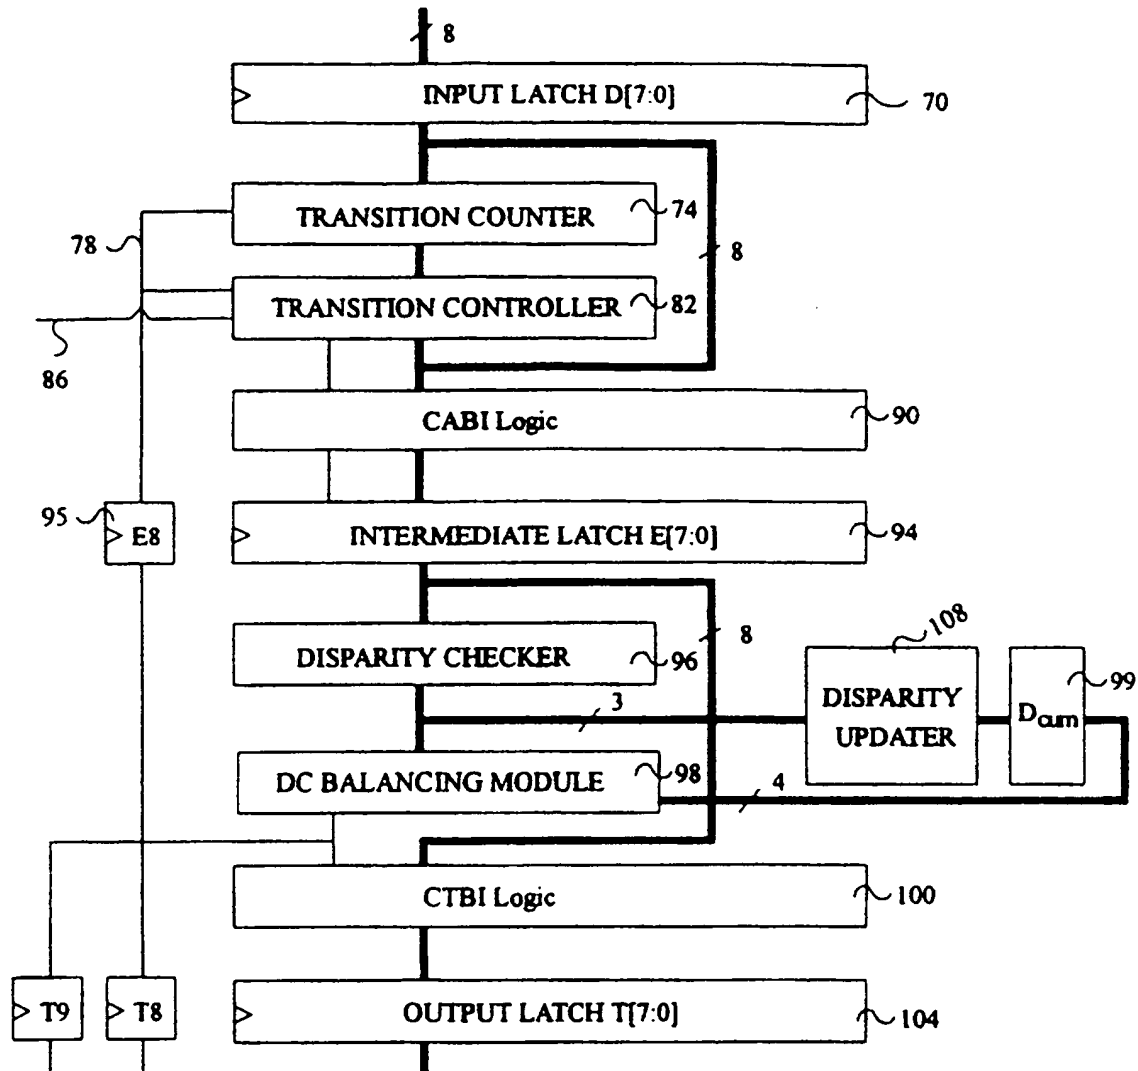 8
INPUT LATCH D[7:0]
70
TRANSITION COUNTER
74
78
8
TRANSITION CONTROLLER
82
86
CABI Logic
90
95
E8
INTERMEDIATE LATCH E[7:0]
94
8
108
DISPARITY CHECKER
96
99
DISPARITY
UPDATER
Dcum
3
DC BALANCING MODULE
98
4
CTBI Logic
100
T9
T8
OUTPUT LATCH T[7:0]
104